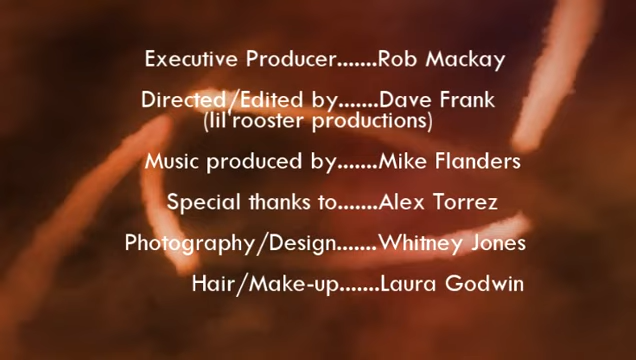 Executive Producer.......Rob Mackay
Directed/Edited by.......Dave Frank
(lil'rooster productions)
Music produced by.......Mike Flanders
Special thanks to.......Alex Torrez
Photography/Design.......Whitney Jones
Hair/Make-up.......Laura Godwin